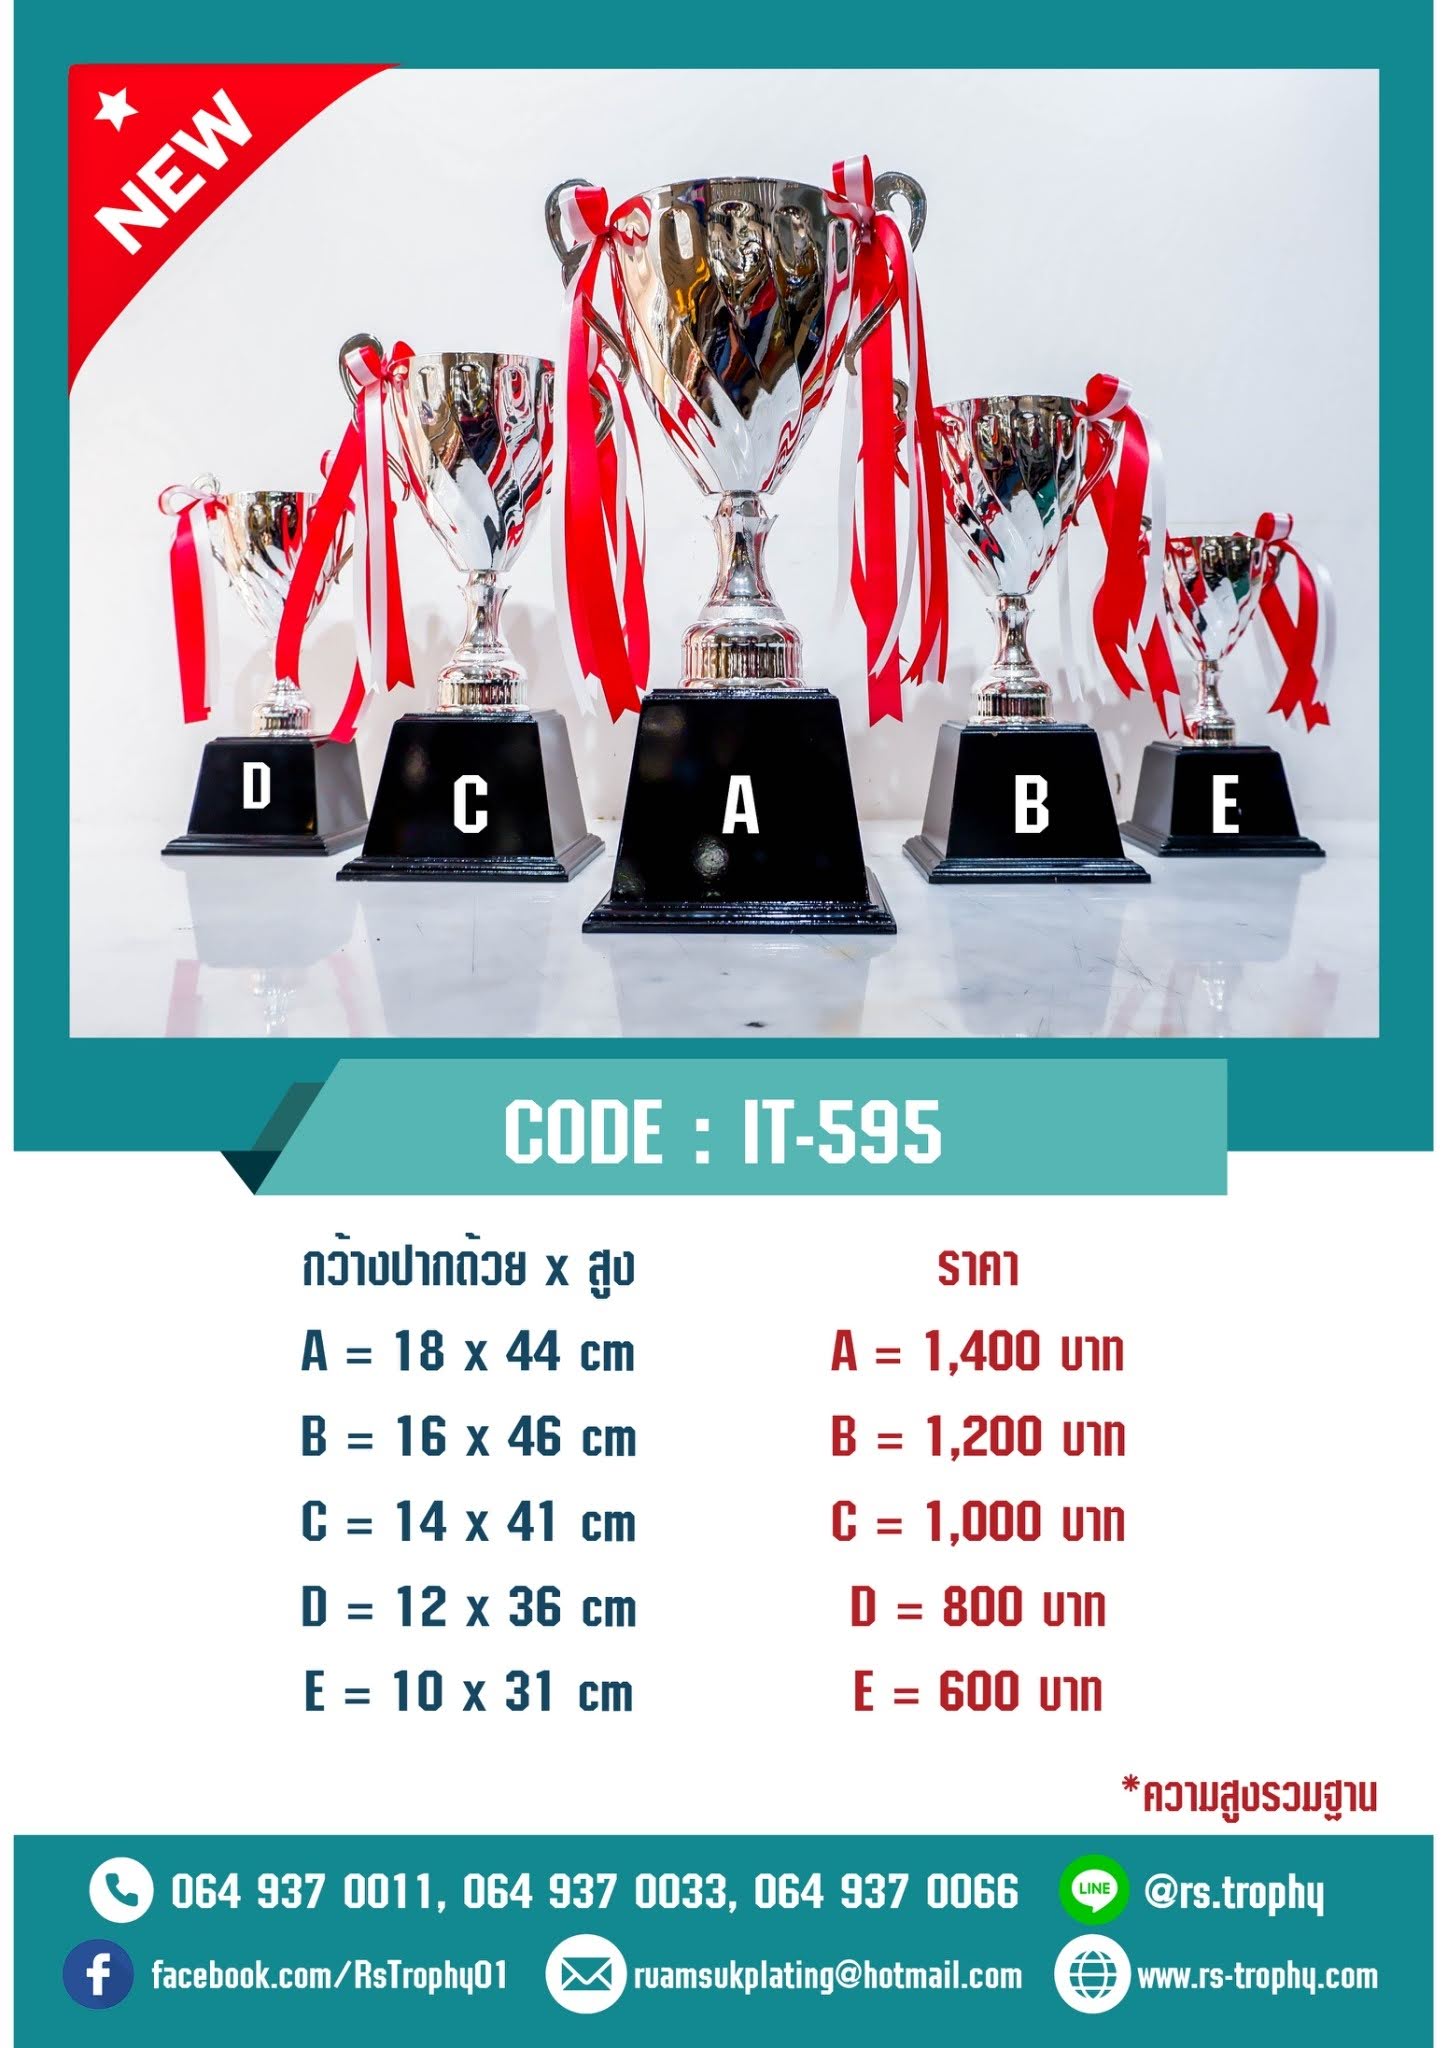 NEW
D
C
A
B
E
CODE : IT-595
กว้างปากถ้วย x สูง
A = 18 x 44 cm
B = 16 x 46 cm
C = 14 x 41 cm
D = 12 x 36 cm
E = 10 x 31 cm
ราคา
A = 1,400 บาท
B = 1,200 บาท
C = 1,000 บาท
D = 800 บาท
E = 600 บาท
*ความสูงรวมฐาน
064 937 0011, 064 937 0033, 064 937 0066
LINE @rs.trophy
f facebook.com/RsTrophy01
ruamsukplating@hotmail.com
www.rs-trophy.com